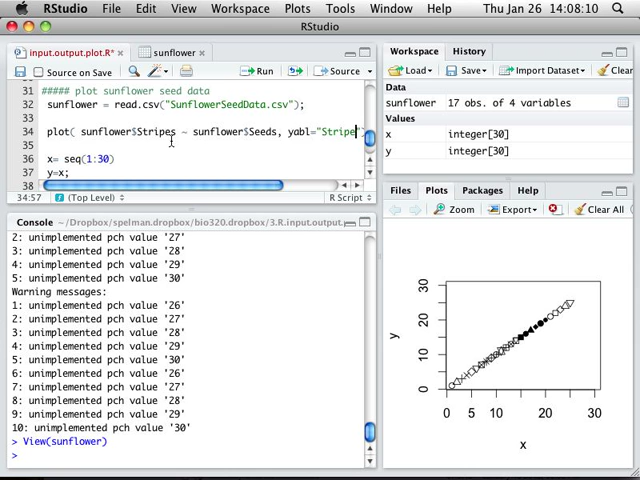 RStudio File Edit View Workspace Plots Tools Window Help Thu Jan 26 14:08:10
RStudio
input.output.plot.R* × sunflower ×
Source on Save Run Source
31 ##### plot sunflower seed data
32 sunflower = read.csv("SunflowerSeedData.csv");
33
34 plot( sunflower$Stripes ~ sunflower$Seeds, yabl="Stripe")
35
36 x= seq(1:30)
37 y=x;
38
34:57 (Top Level) R Script
Console ~/Dropbox/spelman.dropbox/bio320.dropbox/3.R.input.output.
2: unimplemented pch value '27'
3: unimplemented pch value '28'
4: unimplemented pch value '29'
5: unimplemented pch value '30'
Warning messages:
1: unimplemented pch value '26'
2: unimplemented pch value '27'
3: unimplemented pch value '28'
4: unimplemented pch value '29'
5: unimplemented pch value '30'
6: unimplemented pch value '26'
7: unimplemented pch value '27'
8: unimplemented pch value '28'
9: unimplemented pch value '29'
10: unimplemented pch value '30'
> View(sunflower)
>
Workspace History
Load Save Import Dataset Clear All
Data
sunflower 17 obs. of 4 variables
Values
x integer[30]
y integer[30]
Files Plots Packages Help
Zoom Export Clear All
30
20
y
10
0
0 5 10 20 30
x